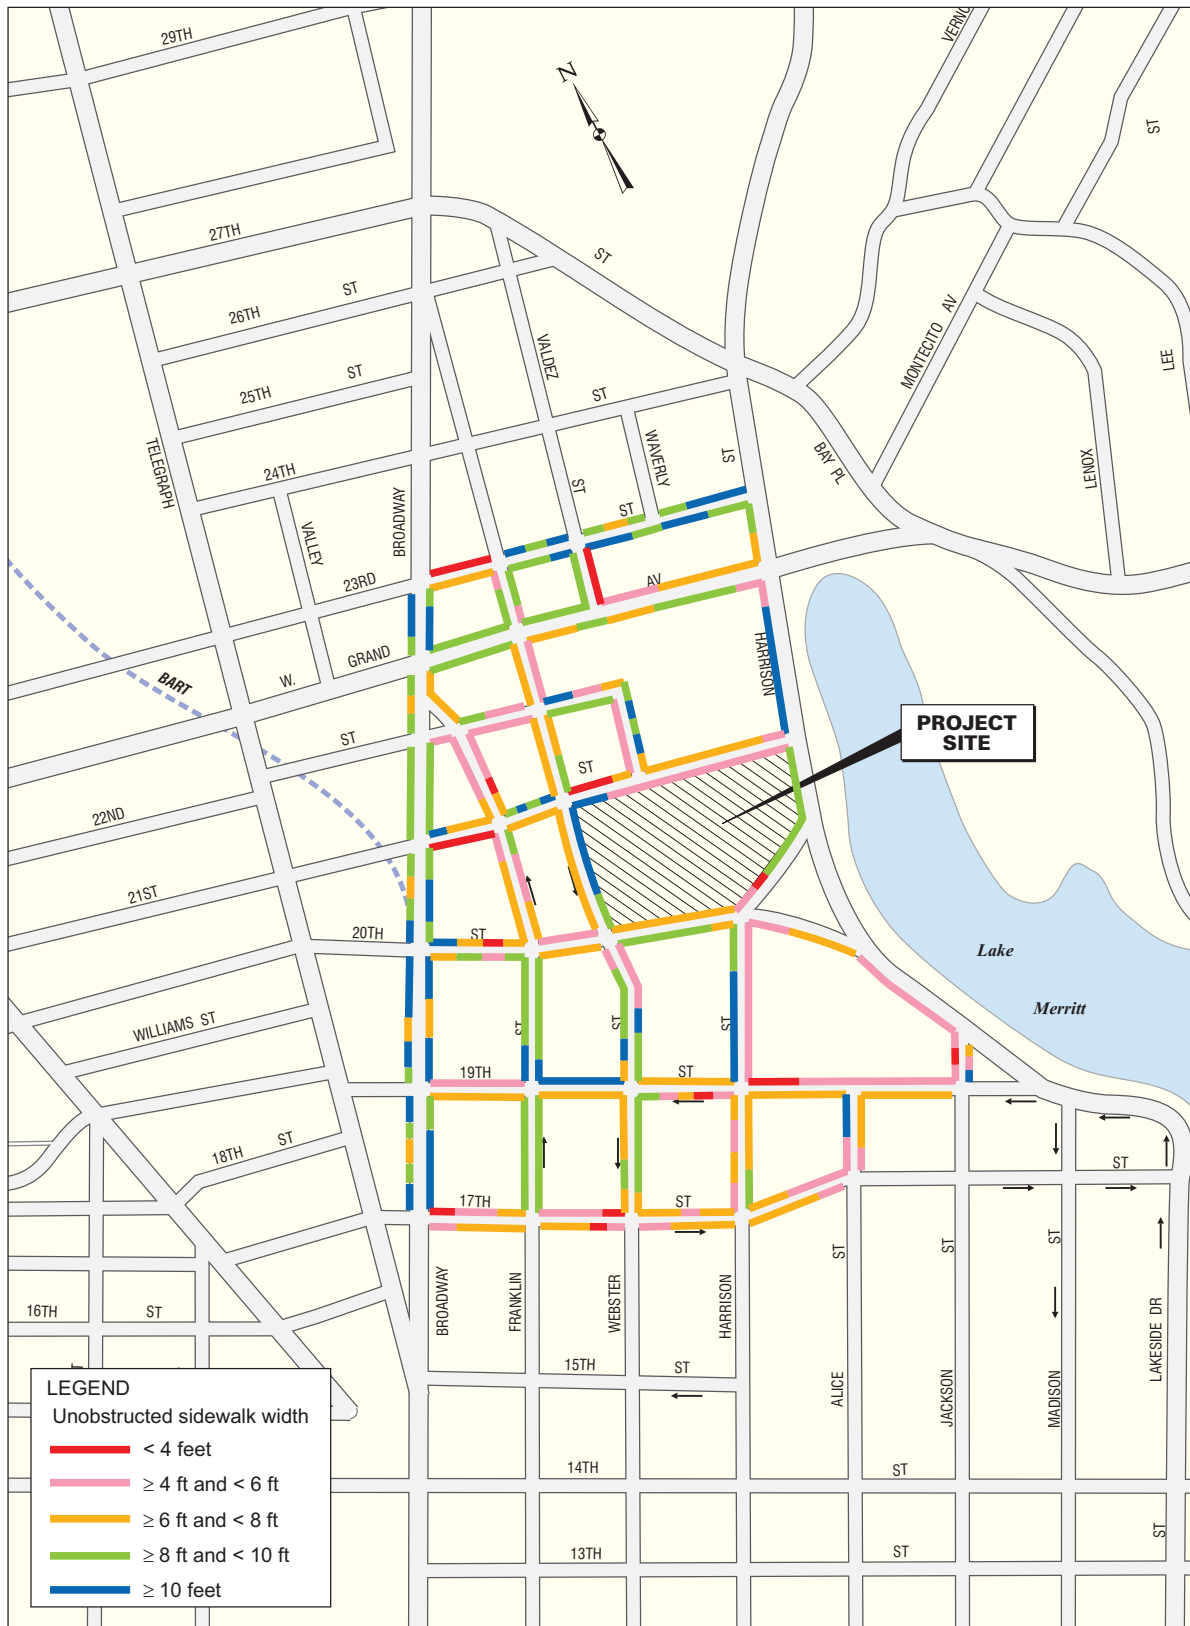 29TH
VERNO
N
ST
27TH
ST
26TH
ST
MONTECITO AV
VALDEZ
LEE
25TH
ST
ST
TELEGRAPH
WAVERLY
ST
BAY PL
LENOX
24TH
BROADWAY
ST
ST
VALLEY
23RD
AV
GRAND
W.
HARRISON
BART
PROJECT
SITE
ST
ST
22ND
21ST
20TH
ST
Lake
Merritt
WILLIAMS ST
ST
ST
ST
19TH
ST
18TH
ST
ST
17TH
ST
ST
ST
ST
BROADWAY
FRANKLIN
WEBSTER
HARRISON
16TH
ST
LAKESIDE DR
15TH
ST
ALICE
JACKSON
MADISON
14TH
ST
13TH
ST
ST
LEGEND
Unobstructed sidewalk width
< 4 feet
≥ 4 ft and < 6 ft
≥ 6 ft and < 8 ft
≥ 8 ft and < 10 ft
≥ 10 feet